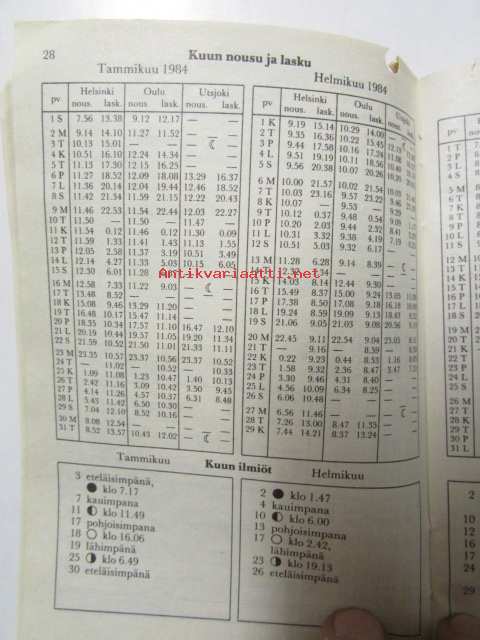 28
Kuun nousu ja lasku
Tammikuu 1984
Helmikuu 1984
pv
Helsinki Oulu Utsjoki
nous. lask. nous. lask. nous. lask.
1 S 7.56 13.38 9.12 12.17 — —
2 M 9.14 14.10 11.27 11.52 — —
3 T 10.13 15.01 — — — ☾
4 K 10.51 16.10 12.24 14.34 — —
5 T 11.13 17.30 12.15 16.25 — —
6 P 11.27 18.52 12.09 18.08 13.29 16.37
7 L 11.36 20.14 12.04 19.44 12.46 18.52
8 S 11.42 21.34 11.59 21.15 12.22 20.43
9 M 11.46 22.53 11.54 22.44 12.03 22.27
10 T 11.50 — 11.50 — 11.47 —
11 K 11.54 0.12 11.46 0.12 11.30 0.09
12 T 11.59 1.33 11.41 1.43 11.13 1.55
13 P 12.05 2.58 11.37 3.19 10.51 3.49
14 L 12.14 4.27 11.33 5.03 10.15 6.05
15 S 12.30 6.01 11.28
16 M 12.58 7.33 11.22 9.03 —
17 T 13.48 8.52 — —
18 K 15.08 9.46 13.29 11.20
19 T 16.48 10.17 15.47 11.14
20 P 18.35 10.34 17.10
21 L 20.19 10.44 19.57 11.05 19.20 11.34
22 S 21.59 10.52 21.50 11.01 21.33 11.11
23 M 23.35 10.57 23.37 10.56 23.37 10.52
24 T — 11.02 — 10.52 — 10.33
25 K 1.09 11.08 1.23 10.47 1.40 10.13
26 T 2.42 11.16 3.09 10.42 3.50 9.45
27 P 4.14 11.26 4.57 10.37 6.31 8.48
28 L 5.43 11.42 6.50 10.30
29 S 7.04 12.10 8.52 10.16
30 M 8.08 12.54 — —
31 T 8.52 13.57 10.43 12.02 — ☾
pv
Helsinki Oulu
nous. lask. nous. lask.
1 K 9.19 15.14 10.29 14.00
2 T 9.35 16.36 10.22 15.45
3 P 9.44 17.58 10.16 17.24
4 L 9.51 19.19 10.11 18.56
5 S 9.56 20.38 10.07 20.26
6 M 10.00 21.57 10.02 21.54
7 T 10.03 23.16 9.57 23.22
8 K 10.07 — 9.53 —
9 T 10.12 0.37 9.48
10 P 10.20 2.03 9.44 2.52
11 L 10.31 3.32 9.38 4.19
12 S 10.51 5.03 9.32 6.17
13 M 11.28 6.28 9.14 8.39
15 K 14.03 8.14 12.44 9.30
16 T 15.49 8.37 15.00 9.24
17 P 17.38 8.50 17.08 9.18
18 L 19.24 8.59 19.09 9.13
19 S 21.06 9.05 21.03 9.08
20 M 22.45 9.11 22.54 9.04
21 T — 9.16 — 8.59
22 K 0.22 9.23 0.44 8.53
23 T 1.58 9.32 2.36 8.47
24 P 3.30 9.46 4.31 8.40
25 L 4.56 10.09 6.34 8.25
26 S 6.06 10.48
27 M 6.56 11.46
28 T 7.26 13.00 8.47
29 K 7.44 14.21 8.37 13.24
Kuun ilmiöt
Tammikuu
Helmikuu
3 eteläisimpänä,
● klo 7.17
7 kauimpana
11 ◐ klo 11.49
17 pohjoisimpana
18 ○ klo 16.06
19 lähimpänä
25 ◑ klo 6.49
30 eteläisimpänä
2 ● klo 1.47
4 kauimpana
10 ◐ klo 6.00
13 pohjoisimpana
17 ○ klo 2.42,
lähimpänä
23 ◑ klo 19.13
26 eteläisimpänä
Antikvariaatti.net